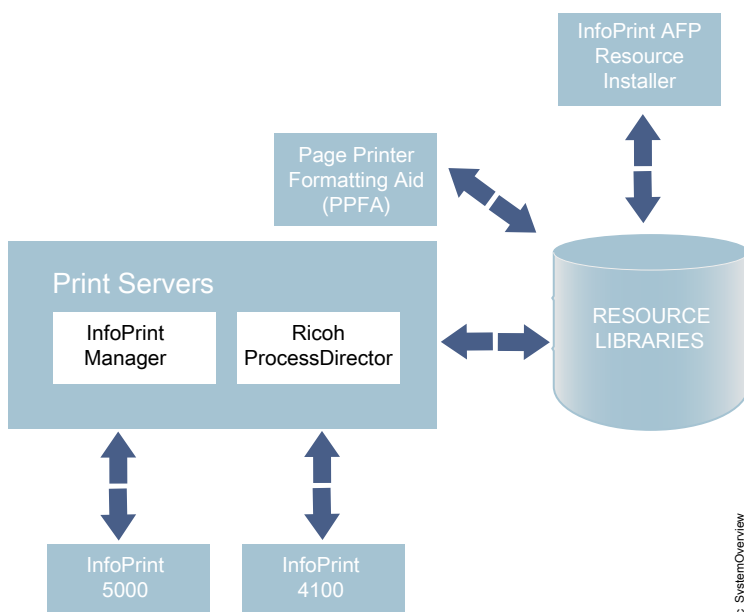 InfoPrint AFP
Resource
Installer
Page Printer
Formatting Aid
(PPFA)
Print Servers
InfoPrint
Manager
Ricoh
ProcessDirector
RESOURCE
LIBRARIES
InfoPrint
5000
InfoPrint
4100
SystemOverview